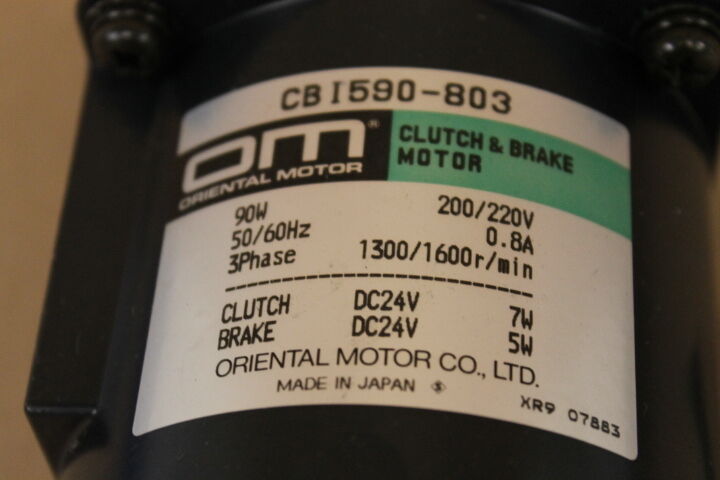 CBI590-803
OM®
ORIENTAL MOTOR
CLUTCH & BRAKE
MOTOR
90W 200/220V
50/60Hz 0.8A
3Phase 1300/1600r/min
CLUTCH DC24V 7W
BRAKE DC24V 5W
ORIENTAL MOTOR CO., LTD.
MADE IN JAPAN
XR9 07883